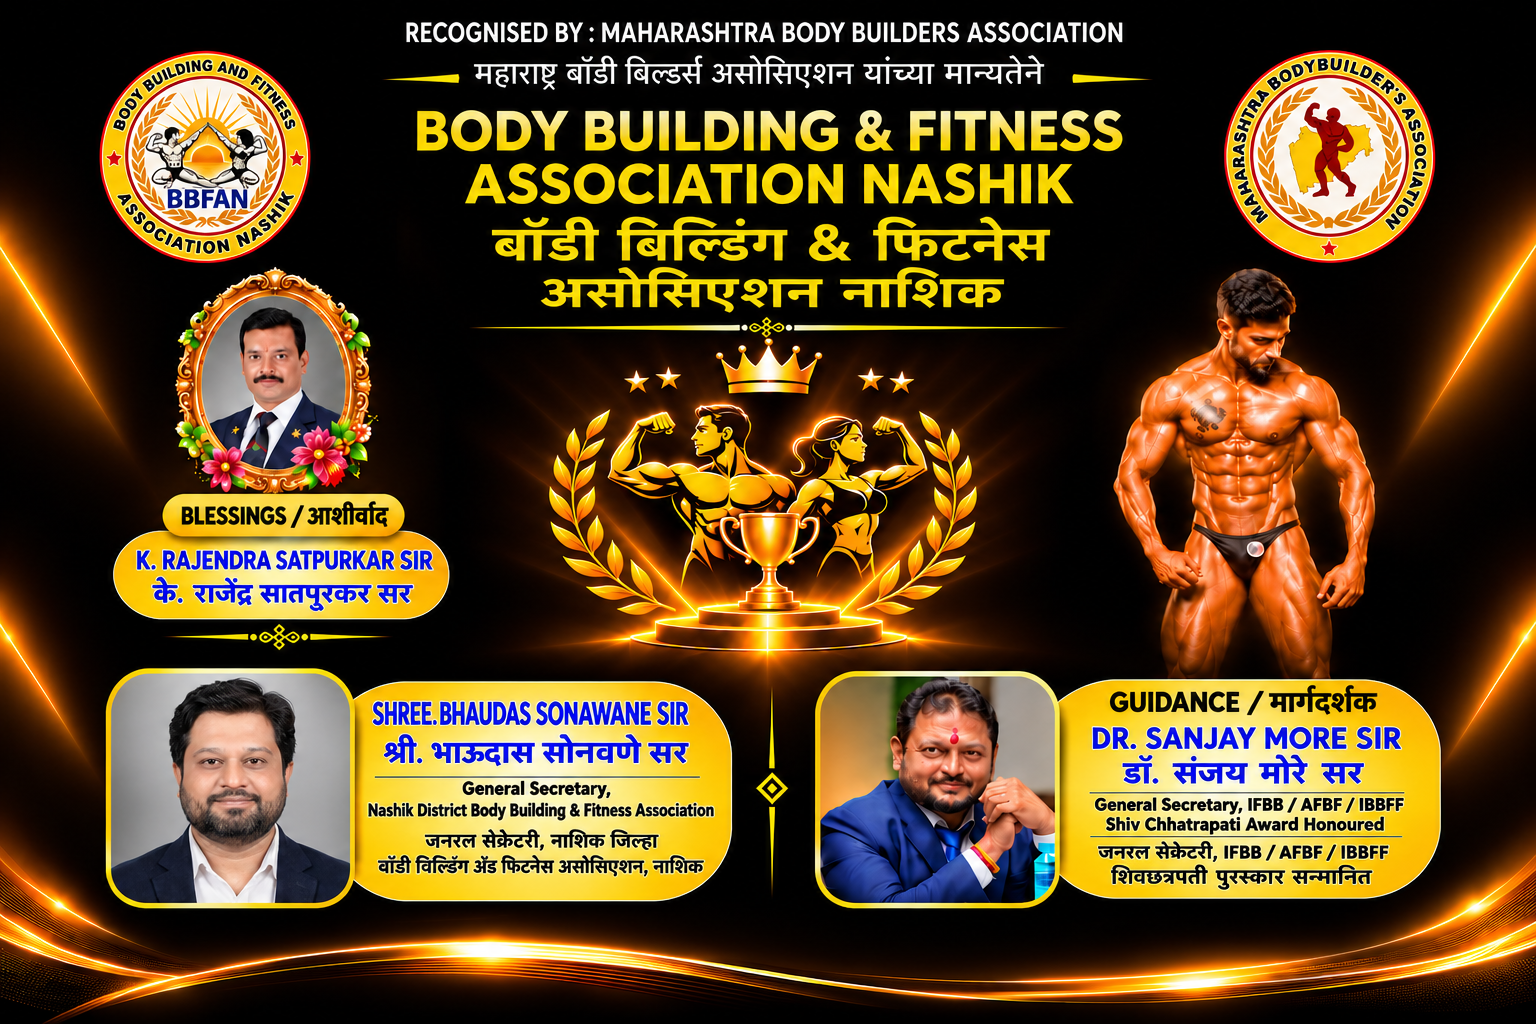 RECOGNISED BY : MAHARASHTRA BODY BUILDERS ASSOCIATION
महाराष्ट्र बॉडी बिल्डर्स असोसिएशन यांच्या मान्यतेने
BODY BUILDING AND FITNESS
BBFAN
ASSOCIATION NASHIK
MAHARASHTRA BODYBUILDER'S ASSOCIATION
BODY BUILDING & FITNESS
ASSOCIATION NASHIK
बॉडी बिल्डिंग & फिटनेस
असोसिएशन नाशिक
BLESSINGS / आशीर्वाद
K. RAJENDRA SATPURKAR SIR
के. राजेंद्र सातपुरकर सर
SHREE. BHAUDAS SONAWANE SIR
श्री. भाऊदास सोनवणे सर
General Secretary,
Nashik District Body Building & Fitness Association
जनरल सेक्रेटरी, नाशिक जिल्हा
बॉडी विल्डिंग अँड फिटनेस असोसिएशन, नाशिक
GUIDANCE / मार्गदर्शक
DR. SANJAY MORE SIR
डॉ. संजय मोरे सर
General Secretary, IFBB / AFBF / IBBFF
Shiv Chhatrapati Award Honoured
जनरल सेक्रेटरी, IFBB / AFBF / IBBFF
शिवछत्रपती पुरस्कार सन्मानित